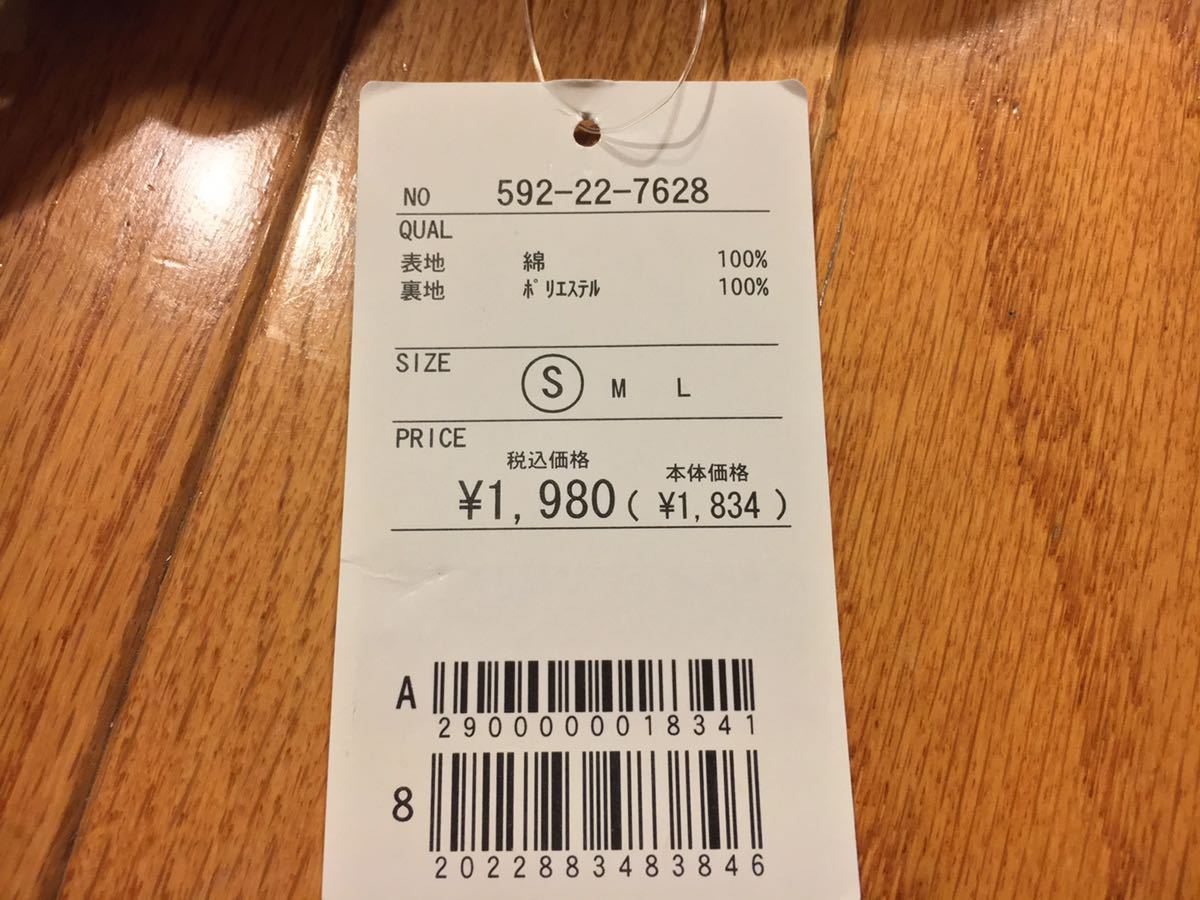 NO 592-22-7628
QUAL
表地 綿 100%
裏地 ﾎﾟﾘｴｽﾃﾙ 100%
SIZE
S M L
PRICE
税込価格 本体価格
¥1,980( ¥1,834 )
A
2900000018341
8
2022883483846